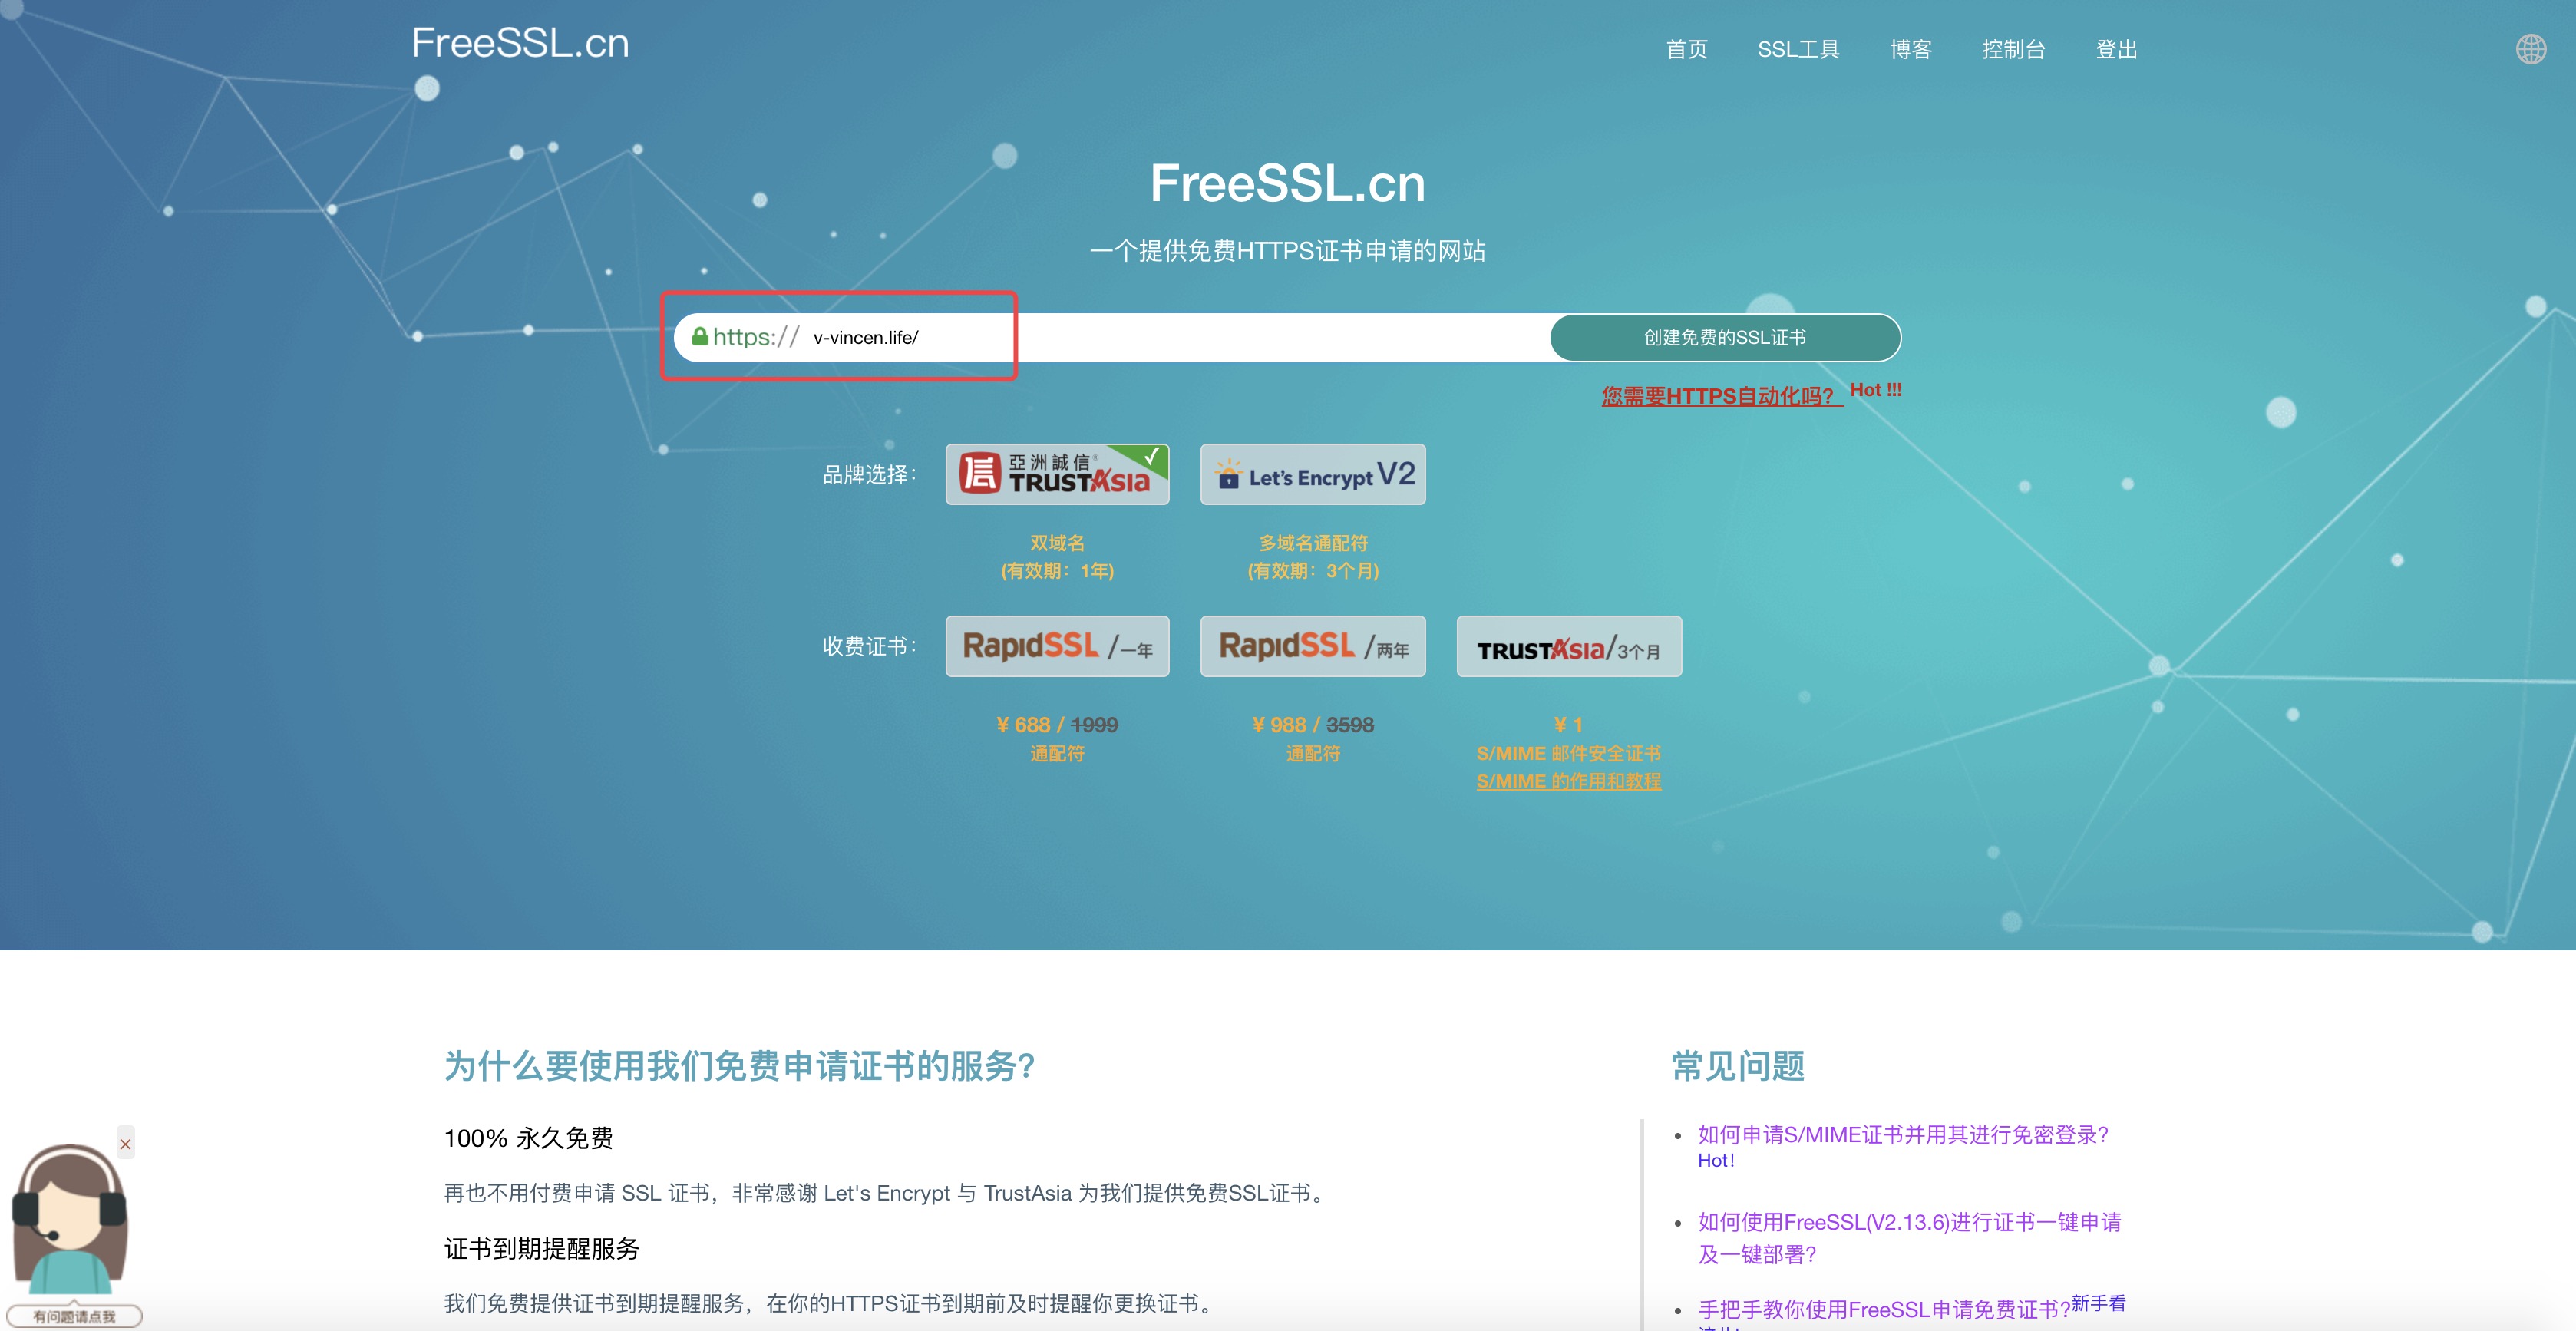 FreeSSL.cn
首页 SSL工具 博客 控制台 登出
FreeSSL.cn
一个提供免费HTTPS证书申请的网站
https:// v-vincen.life/
创建免费的SSL证书
您需要HTTPS自动化吗? Hot !!!
品牌选择:
亞洲誠信®
TRUSTAsia
Let's Encrypt V2
双域名
(有效期：1年)
多域名通配符
(有效期：3个月)
收费证书:
RapidSSL /一年
RapidSSL /两年
TRUSTAsia/3个月
¥ 688 / 1999
通配符
¥ 988 / 3598
通配符
¥ 1
S/MIME 邮件安全证书
S/MIME 的作用和教程
为什么要使用我们免费申请证书的服务?
100% 永久免费
再也不用付费申请 SSL 证书，非常感谢 Let's Encrypt 与 TrustAsia 为我们提供免费SSL证书。
证书到期提醒服务
我们免费提供证书到期提醒服务，在你的HTTPS证书到期前及时提醒你更换证书。
常见问题
如何申请S/MIME证书并用其进行免密登录?
Hot!
如何使用FreeSSL(V2.13.6)进行证书一键申请
及一键部署?
手把手教你使用FreeSSL申请免费证书?新手看
有问题请点我